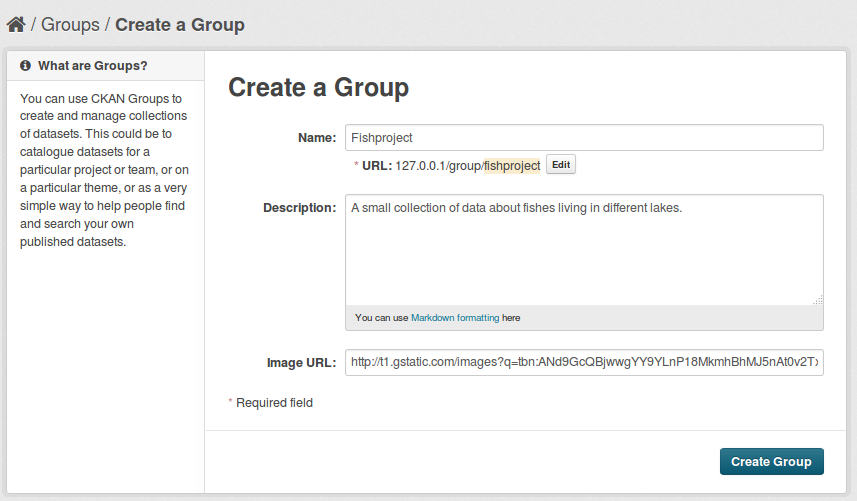 / Groups / Create a Group
What are Groups?
You can use CKAN Groups to
create and manage collections
of datasets. This could be to
catalogue datasets for a
particular project or team, or on
a particular theme, or as a very
simple way to help people find
and search your own
published datasets.
Create a Group
Name: Fishproject
* URL: 127.0.0.1/group/fishproject Edit
Description: A small collection of data about fishes living in different lakes.
You can use Markdown formatting here
Image URL: http://t1.gstatic.com/images?q=tbn:ANd9GcQBjwwgYY9YLnP18MkmhBhMJ5nAt0v2Tx
* Required field
Create Group